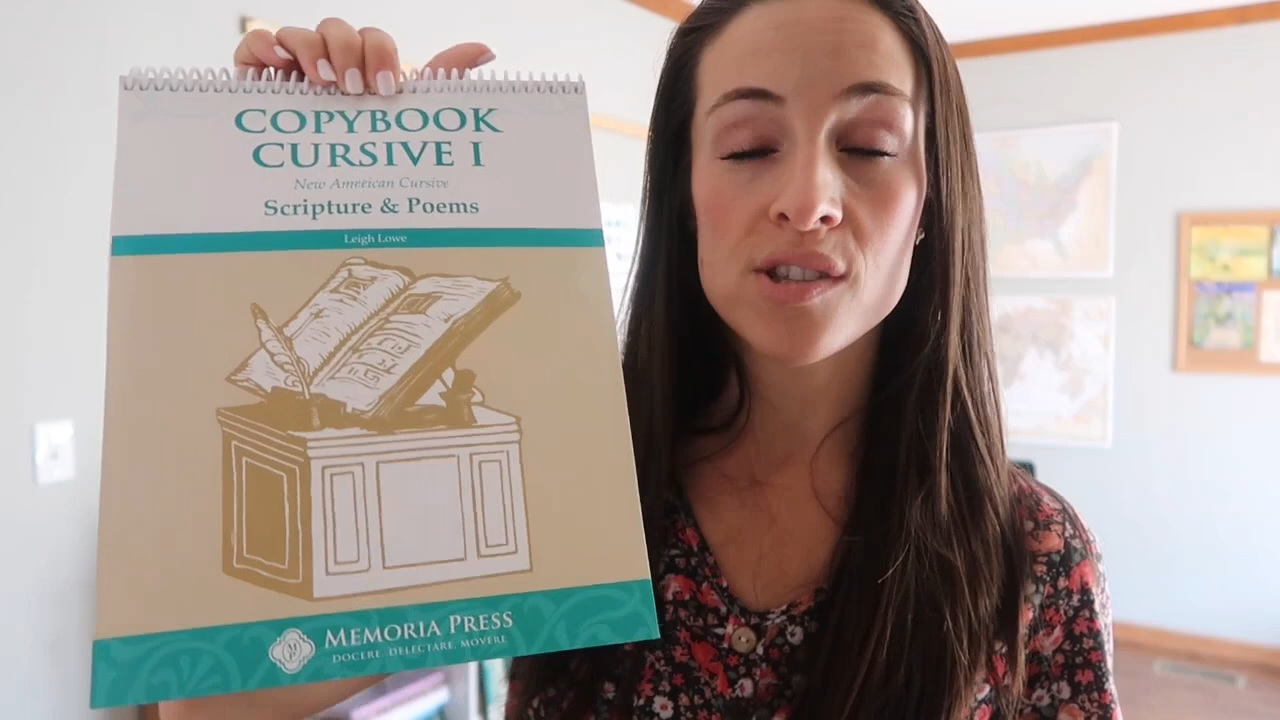 COPYBOOK
CURSIVE I
New American Cursive
Scripture & Poems
Leigh Lowe
MEMORIA PRESS
DOCERE, DELECTARE, MOVERE